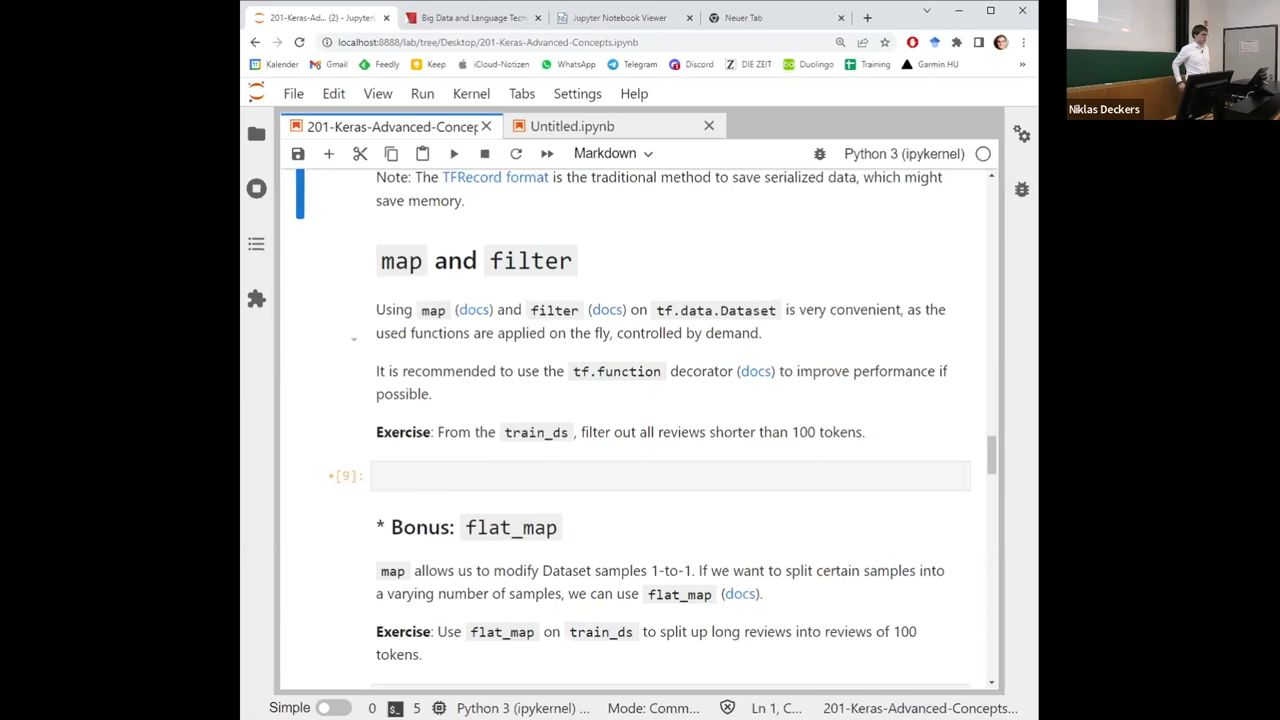 201-Keras-Ad... (2) - Jupyter
Big Data and Language Tech
Jupyter Notebook Viewer
Neuer Tab
localhost:8888/lab/tree/Desktop/201-Keras-Advanced-Concepts.ipynb
Kalender
Gmail
Feedly
Keep
iCloud-Notizen
WhatsApp
Telegram
Discord
DIE ZEIT
Duolingo
Training
Garmin HU
»
Niklas Deckers
File Edit View Run Kernel Tabs Settings Help
201-Keras-Advanced-Concep
Untitled.ipynb
Markdown
Python 3 (ipykernel)
Note: The TFRecord format is the traditional method to save serialized data, which might
save memory.
map and filter
Using map (docs) and filter (docs) on tf.data.Dataset is very convenient, as the
used functions are applied on the fly, controlled by demand.
It is recommended to use the tf.function decorator (docs) to improve performance if
possible.
Exercise: From the train_ds, filter out all reviews shorter than 100 tokens.
•[9]:
* Bonus: flat_map
map allows us to modify Dataset samples 1-to-1. If we want to split certain samples into
a varying number of samples, we can use flat_map (docs).
Exercise: Use flat_map on train_ds to split up long reviews into reviews of 100
tokens.
Simple 0 $_ 5 Python 3 (ipykernel) ... Mode: Comm... Ln 1, C... 201-Keras-Advanced-Concepts...